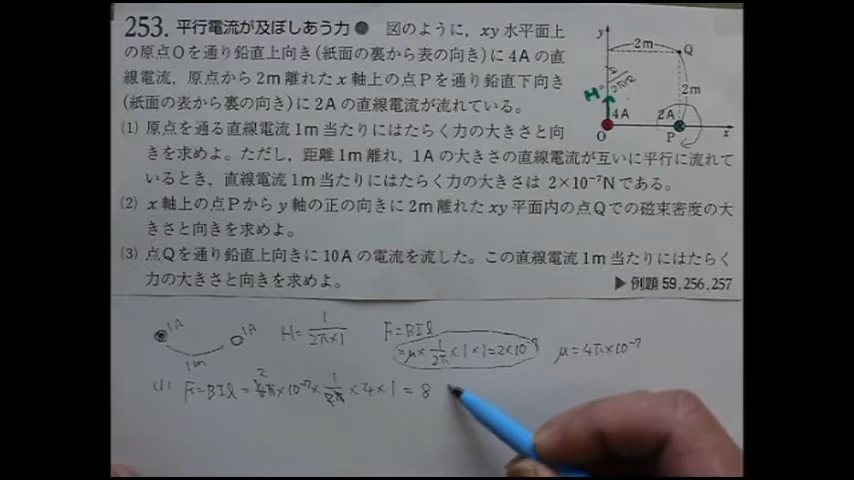 253. 平行電流が及ぼしあう力 ● 図のように，xy水平面上
の原点Oを通り鉛直上向き(紙面の裏から表の向き)に4Aの直
線電流，原点から2m離れたx軸上の点Pを通り鉛直下向き
(紙面の表から裏の向き)に2Aの直線電流が流れている。
(1) 原点を通る直線電流1m当たりにはたらく力の大きさと向
きを求めよ。ただし，距離1m離れ，1Aの大きさの直線電流が互いに平行に流れて
いるとき，直線電流1m当たりにはたらく力の大きさは 2×10⁻⁷Nである。
(2) x軸上の点Pからy軸の正の向きに2m離れたxy平面内の点Qでの磁束密度の大
きさと向きを求めよ。
(3) 点Qを通り鉛直上向きに10Aの電流を流した。この直線電流1m当たりにはたらく
力の大きさと向きを求めよ。
▶例題59，256，257
y
2m
Q
2m
H=
2
2π×2
4A
2A
O
P
x
1A
1A
1m
H=1/2π×1
F=BIl
=μ×1/2π×1×1=2×10⁻⁷
μ=4π×10⁻⁷
(1) F=BIl=4π×10⁻⁷×1/2π×4×1=8
2